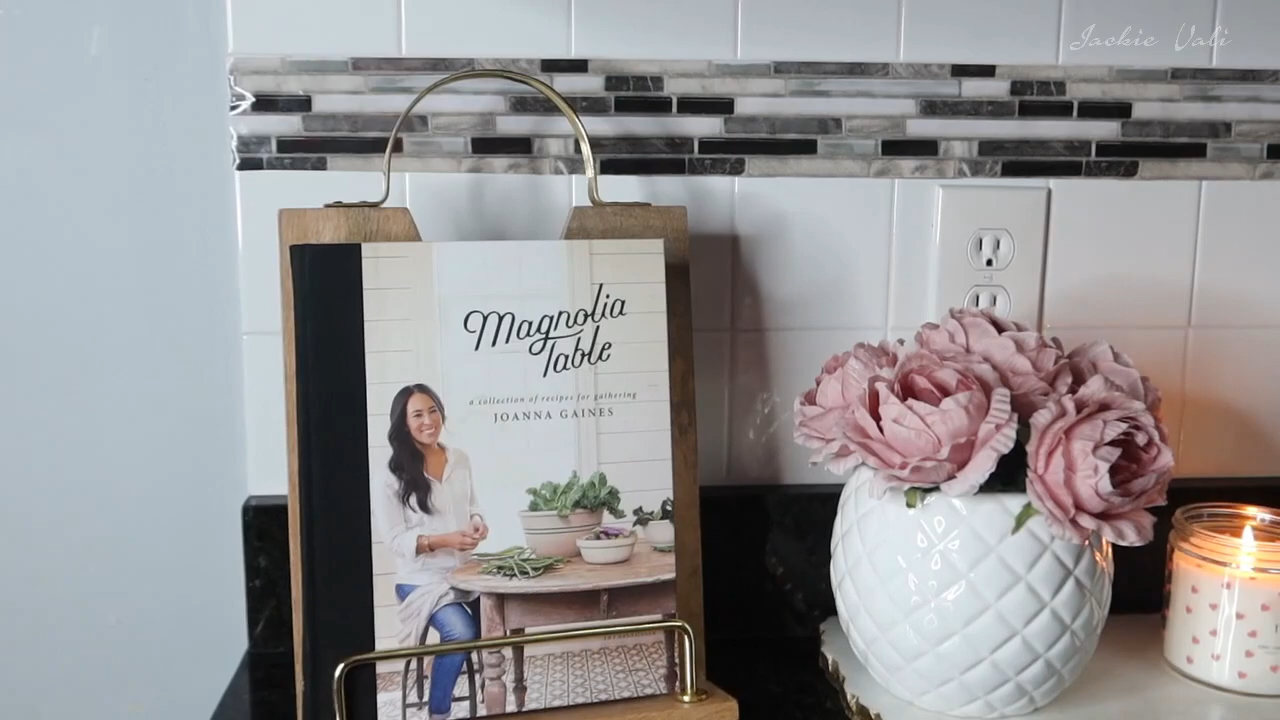 Jackie Vali
Magnolia
Table
a collection of recipes for gathering
JOANNA GAINES